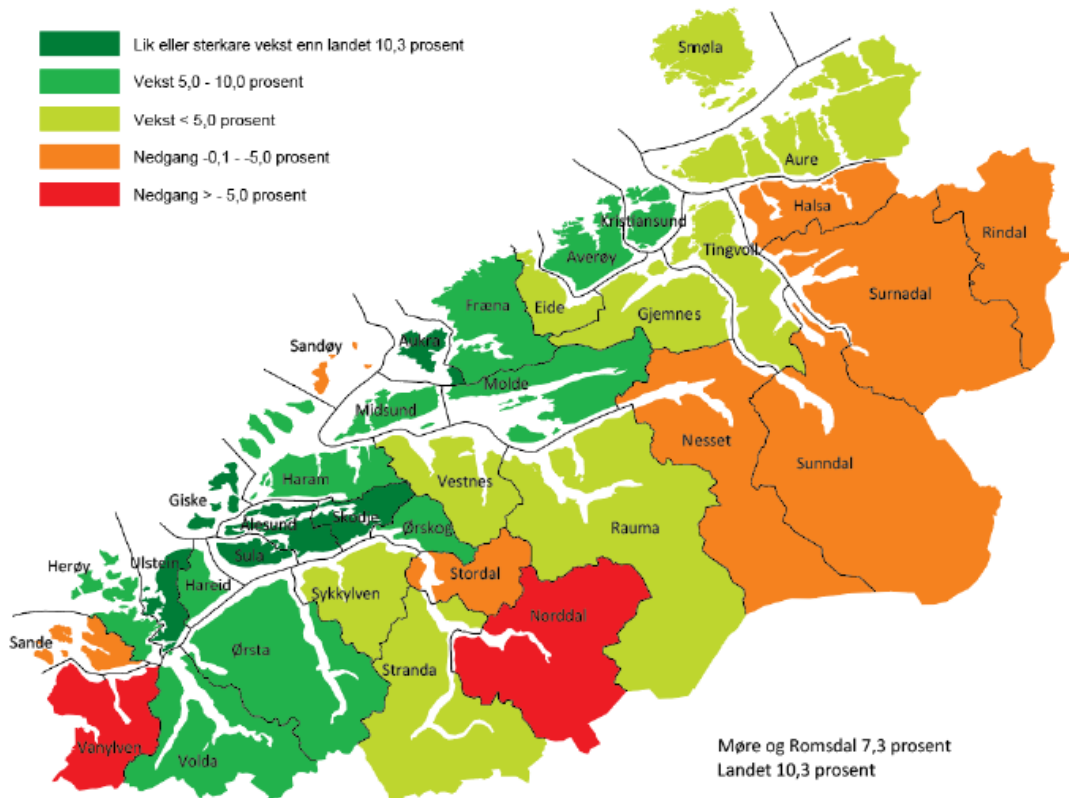 Lik eller sterkare vekst enn landet 10,3 prosent
Vekst 5,0 - 10,0 prosent
Vekst < 5,0 prosent
Nedgang -0,1 - -5,0 prosent
Nedgang > - 5,0 prosent
Smøla
Aure
Halsa
Rindal
Kristiansund
Averøy
Tingvoll
Surnadal
Fræna
Eide
Gjemnes
Aukra
Sandøy
Molde
Midsund
Nesset
Sunndal
Haram
Vestnes
Giske
Ålesund
Skodje
Ørskog
Rauma
Sula
Ulstein
Herøy
Hareid
Stordal
Sykkylven
Norddal
Sande
Ørsta
Stranda
Vanylven
Volda
Møre og Romsdal 7,3 prosent
Landet 10,3 prosent